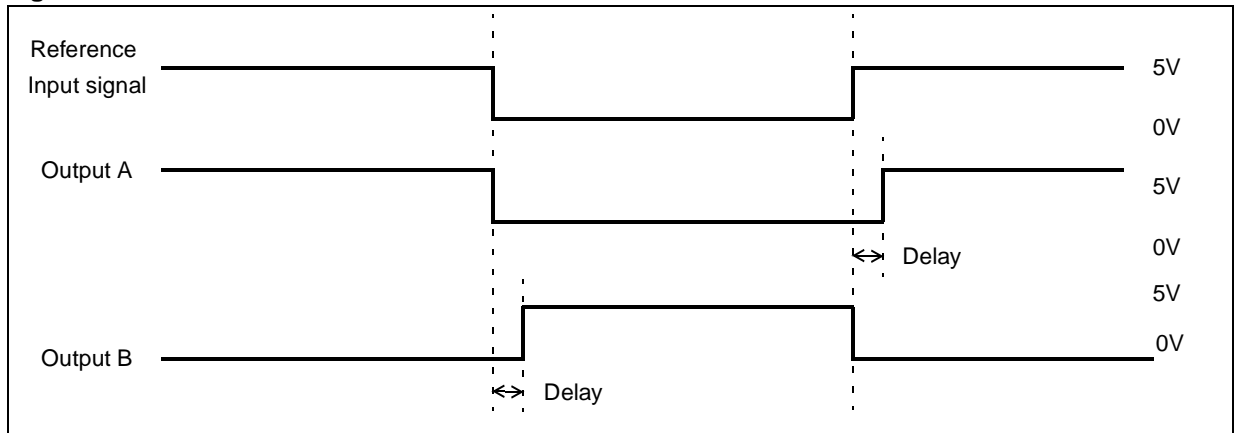 Reference
Input signal
5V
0V
Output A
5V
0V
Delay
5V
0V
Output B
Delay